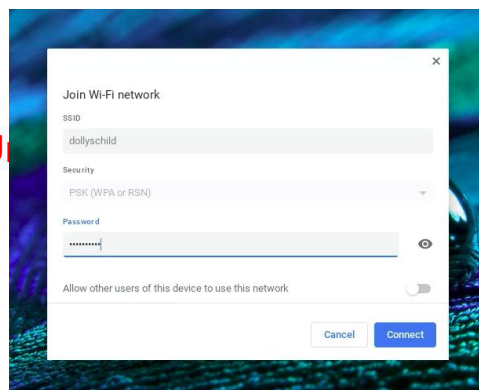 Join Wi-Fi network
SSID
dollyschild
Security
PSK (WPA or RSN)
Password
••••••••••
Allow other users of this device to use this network
Cancel Connect